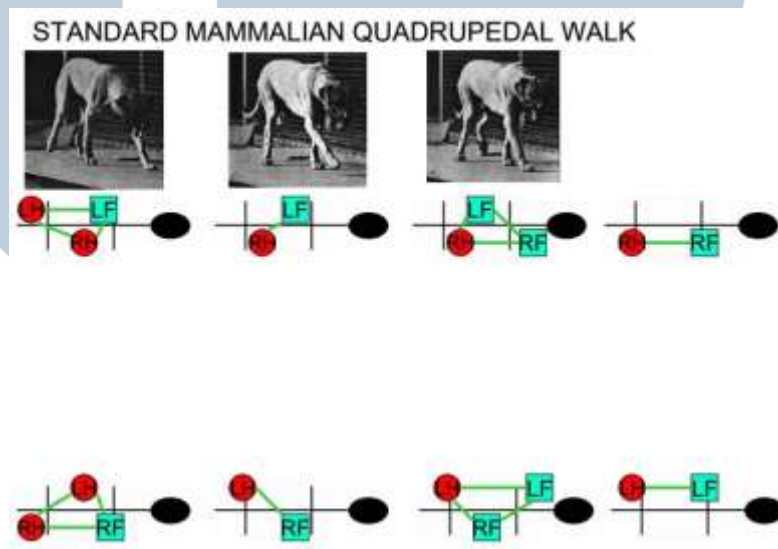 STANDARD MAMMALIAN QUADRUPEDAL WALK
LH LF LF LF
RH RH RH RF RH RF
LH LH LH LF LH LF
RH RF RF RF